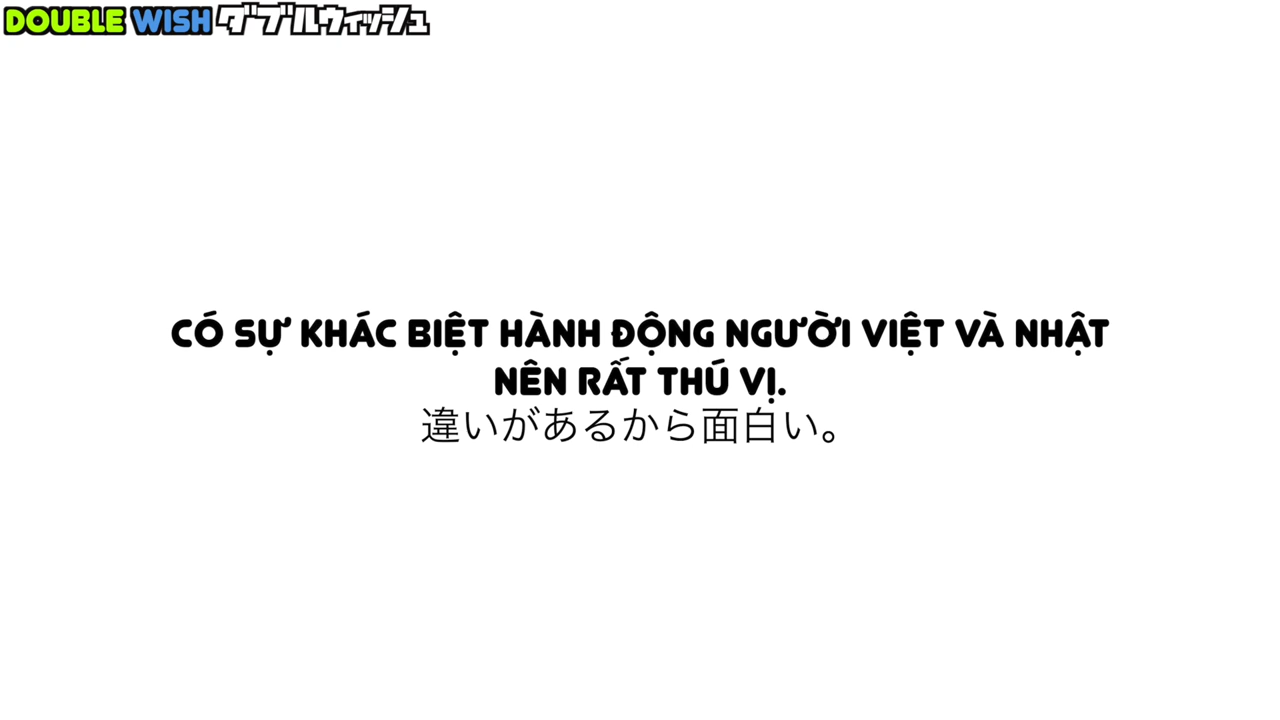 DOUBLE WISH ダブルウィッシュ
CÓ SỰ KHÁC BIỆT HÀNH ĐỘNG NGƯỜI VIỆT VÀ NHẬT
NÊN RẤT THÚ VỊ.
違いがあるから面白い。